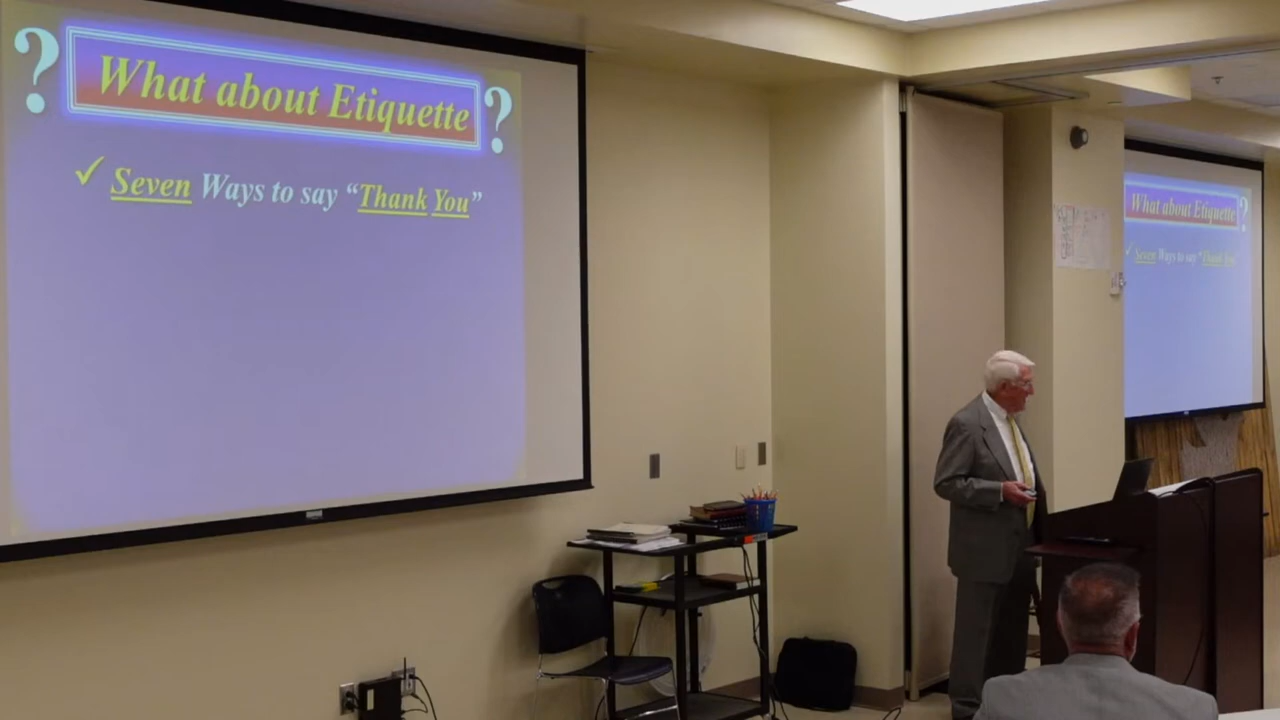 ? What about Etiquette ?
✓ Seven Ways to say “Thank You”
What about Etiquette ?
✓ Seven Ways to say “Thank You”